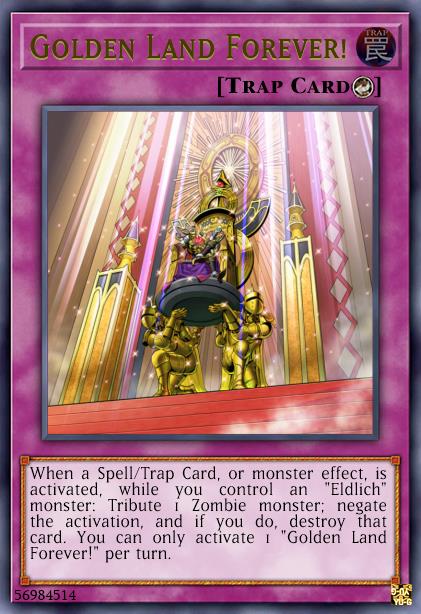 GOLDEN LAND FOREVER!
TRAP
罠
[TRAP CARD]
When a Spell/Trap Card, or monster effect, is
activated, while you control an "Eldlich"
monster: Tribute 1 Zombie monster; negate
the activation, and if you do, destroy that
card. You can only activate 1 "Golden Land
Forever!" per turn.
56984514